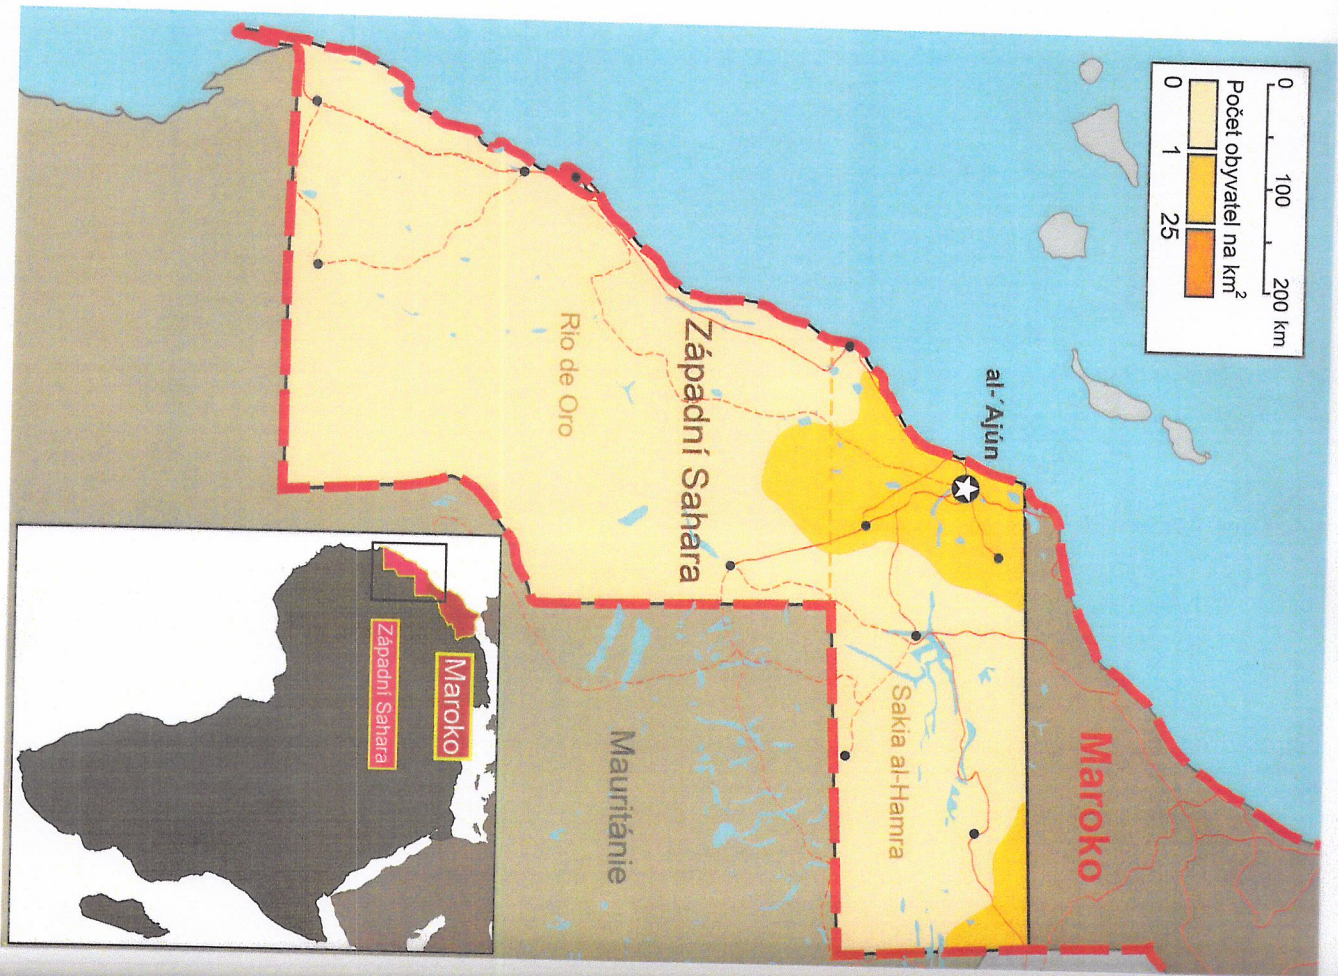 0 100 200 km
Počet obyvatel na km²
0 1 25
al-´Ajún
Maroko
Západní Sahara
Sakia al-Hamra
Rio de Oro
Mauritánie
Maroko
Západní Sahara